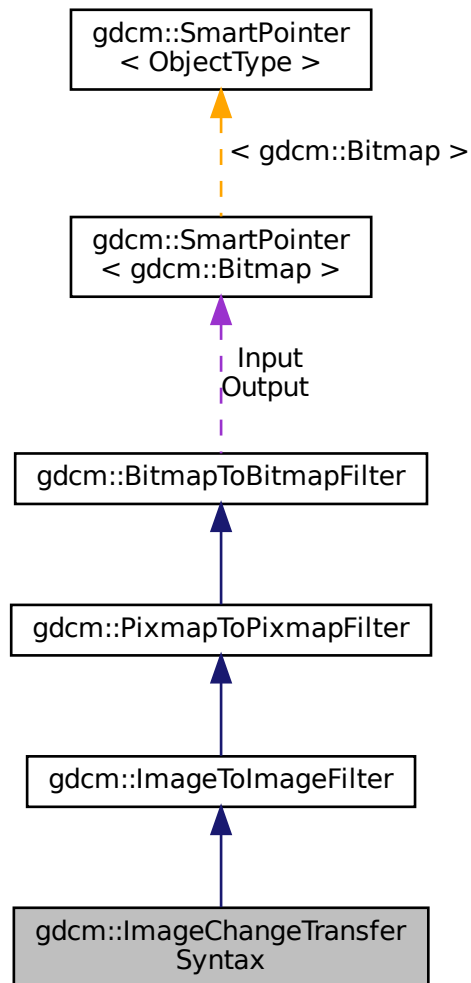 gdcm::SmartPointer
< ObjectType >
< gdcm::Bitmap >
gdcm::SmartPointer
< gdcm::Bitmap >
Input
Output
gdcm::BitmapToBitmapFilter
gdcm::PixmapToPixmapFilter
gdcm::ImageToImageFilter
gdcm::ImageChangeTransfer
Syntax